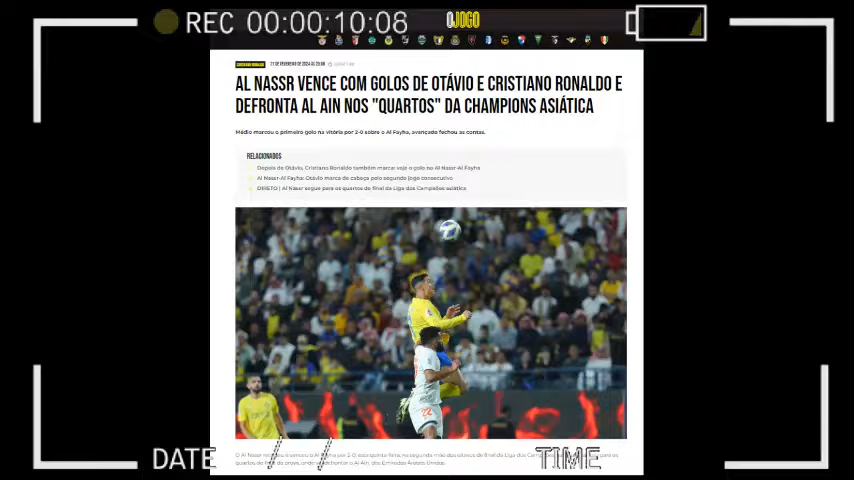 REC 00:00:10:08
OJOGO
CRISTIANO RONALDO
AL NASSR VENCE COM GOLOS DE OTÁVIO E CRISTIANO RONALDO E
DEFRONTA AL AIN NOS "QUARTOS" DA CHAMPIONS ASIÁTICA
Médio marcou o primeiro golo na vitória por 2-0 sobre o Al Fayha, avançado fechou as contas.
RELACIONADOS
Depois de Otávio, Cristiano Ronaldo também marca: veja o golo no Al Nassr-Al Fayha
Al Nassr-Al Fayha: Otávio marca de cabeça pelo segundo jogo consecutivo
DIRETO | Al Nassr segue para os quartos de final da Liga dos Campeões asiática
22
DATE / / TIME